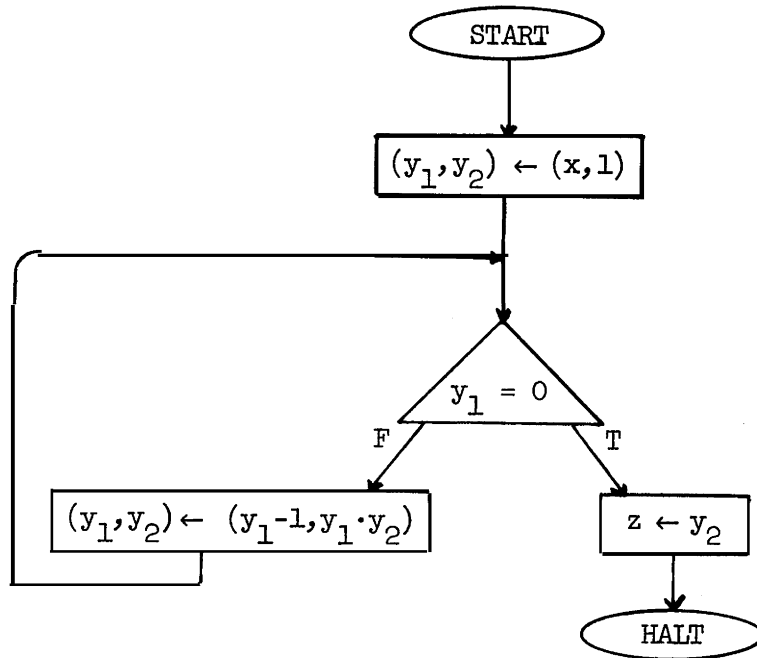 START
(y₁,y₂) ← (x,1)
y₁ = 0
F
T
(y₁,y₂) ← (y₁-1,y₁·y₂)
z ← y₂
HALT